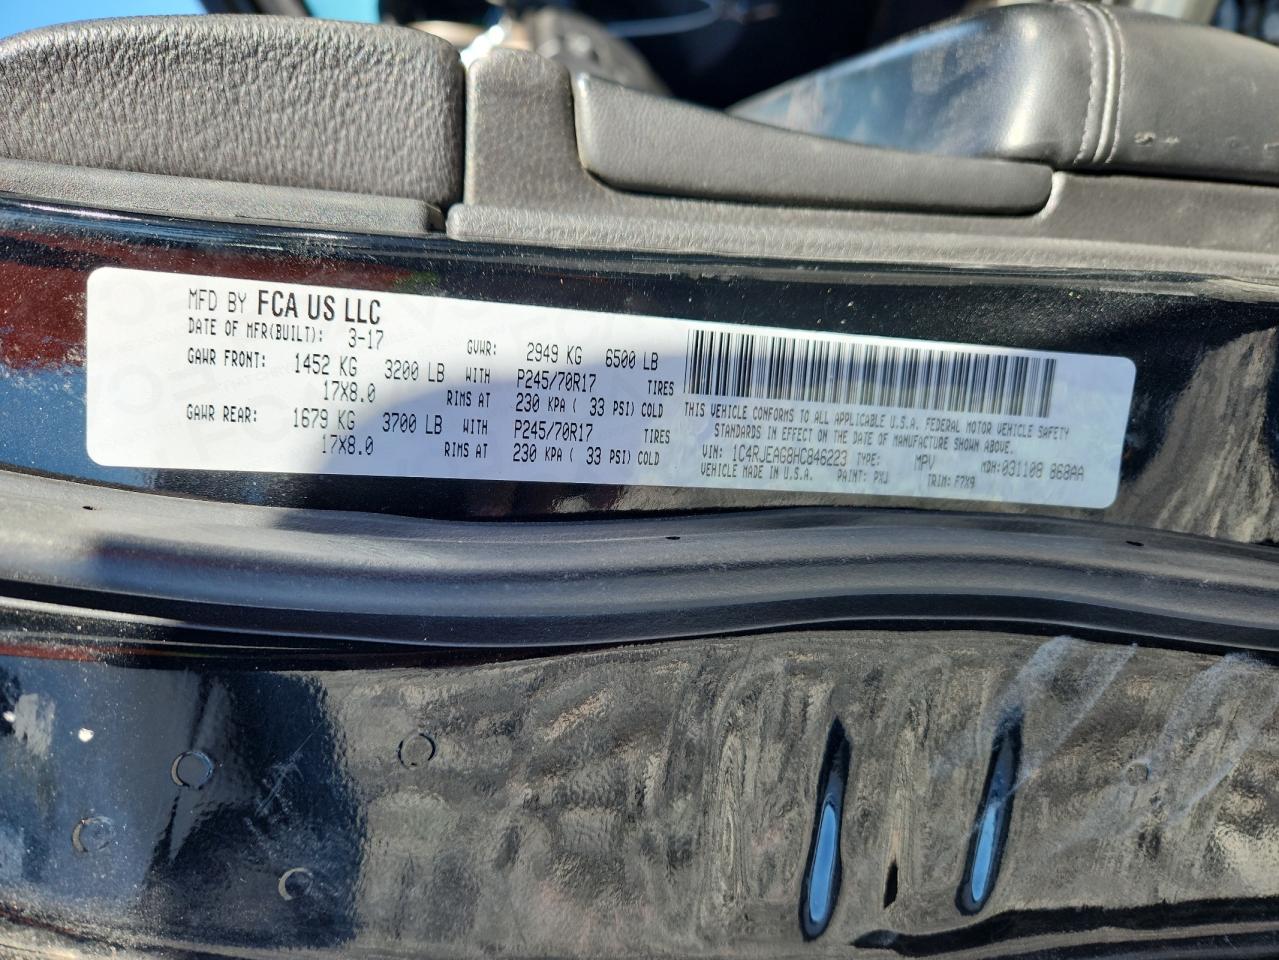 MFD BY FCA US LLC
DATE OF MFR(BUILT): 3-17 GVWR: 2949 KG 6500 LB
GAWR FRONT: 1452 KG 3200 LB WITH P245/70R17 TIRES
17X8.0 RIMS AT 230 KPA ( 33 PSI) COLD
GAWR REAR: 1679 KG 3700 LB WITH P245/70R17 TIRES
17X8.0 RIMS AT 230 KPA ( 33 PSI) COLD
THIS VEHICLE CONFORMS TO ALL APPLICABLE U.S.A. FEDERAL MOTOR VEHICLE SAFETY
STANDARDS IN EFFECT ON THE DATE OF MANUFACTURE SHOWN ABOVE.
VIN: 1C4RJEAG8HC846223 TYPE: MPV MDH: 031108 868AA
VEHICLE MADE IN U.S.A. PAINT: PXJ TRIM: F7X9